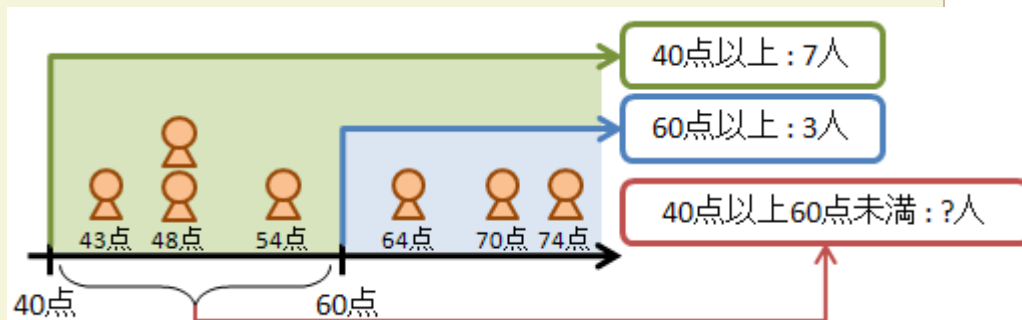 40点以上 : 7人
60点以上 : 3人
40点以上60点未満 : ?人
43点 48点 54点 64点 70点 74点
40点 60点